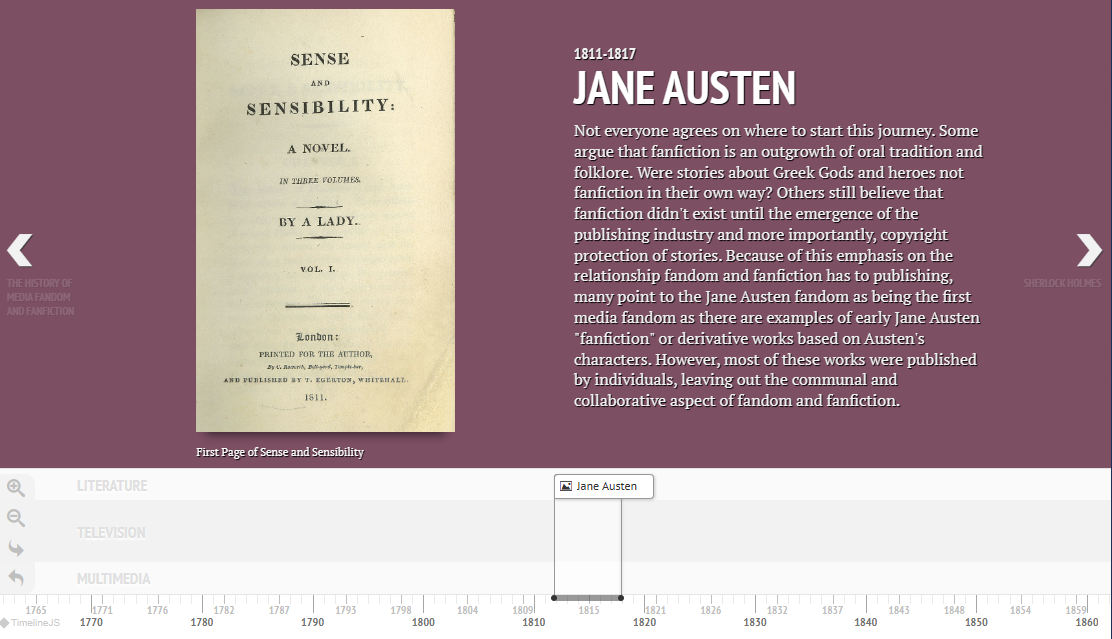 SENSE
AND
SENSIBILITY:
A NOVEL.
IN THREE VOLUMES.
BY A LADY.
VOL. I.
London:
PRINTED FOR THE AUTHOR,
By C. Roworth, Bell-yard, Temple-bar,
AND PUBLISHED BY T. EGERTON, WHITEHALL.
1811.
First Page of Sense and Sensibility
1811-1817
JANE AUSTEN
Not everyone agrees on where to start this journey. Some
argue that fanfiction is an outgrowth of oral tradition and
folklore. Were stories about Greek Gods and heroes not
fanfiction in their own way? Others still believe that
fanfiction didn't exist until the emergence of the
publishing industry and more importantly, copyright
protection of stories. Because of this emphasis on the
relationship fandom and fanfiction has to publishing,
many point to the Jane Austen fandom as being the first
media fandom as there are examples of early Jane Austen
"fanfiction" or derivative works based on Austen's
characters. However, most of these works were published
by individuals, leaving out the communal and
collaborative aspect of fandom and fanfiction.
THE HISTORY OF
MEDIA FANDOM
AND FANFICTION
SHERLOCK HOLMES
LITERATURE
Jane Austen
TELEVISION
MULTIMEDIA
1765 1771 1776 1782 1787 1793 1798 1804 1809 1815 1821 1826 1832 1837 1843 1848 1854 1859
TimelineJS 1770 1780 1790 1800 1810 1820 1830 1840 1850 1860